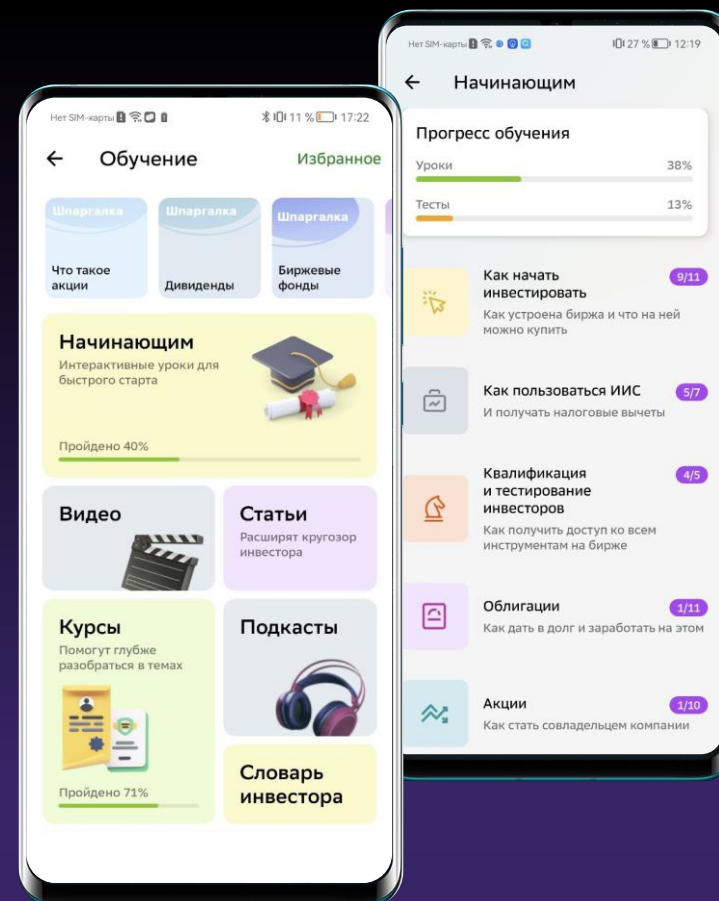 Нет SIM-карты
11 %
17:22
Обучение
Избранное
Шпаргалка
Что такое
акции
Шпаргалка
Дивиденды
Шпаргалка
Биржевые
фонды
Начинающим
Интерактивные уроки для
быстрого старта
Пройдено 40%
Видео
Статьи
Расширят кругозор
инвестора
Курсы
Помогут глубже
разобраться в темах
Пройдено 71%
Подкасты
Словарь
инвестора
Нет SIM-карты
27 %
12:19
Начинающим
Прогресс обучения
Уроки
38%
Тесты
13%
Как начать
инвестировать
9/11
Как устроена биржа и что на ней
можно купить
Как пользоваться ИИС
5/7
И получать налоговые вычеты
Квалификация
и тестирование
инвесторов
4/5
Как получить доступ ко всем
инструментам на бирже
Облигации
1/11
Как дать в долг и заработать на этом
Акции
1/10
Как стать совладельцем компании